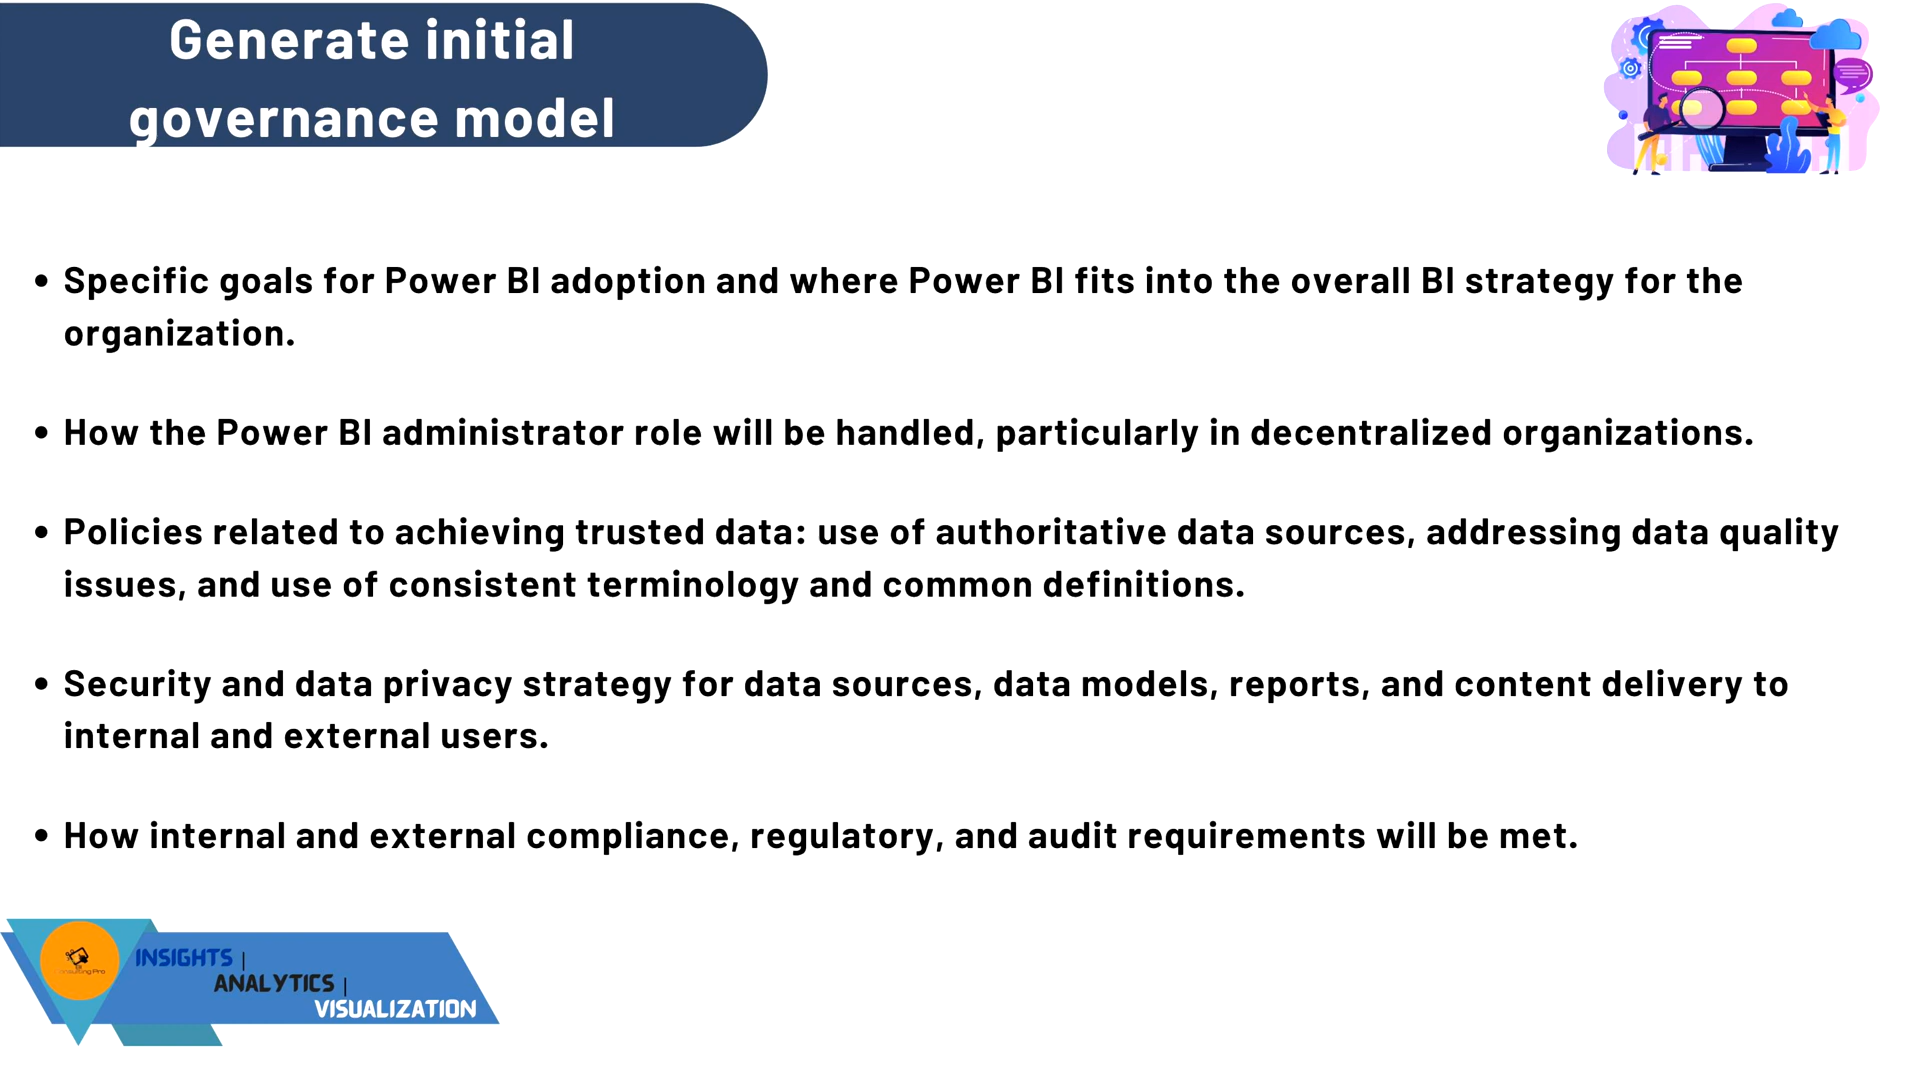 Generate initial
governance model
• Specific goals for Power BI adoption and where Power BI fits into the overall BI strategy for the
organization.
• How the Power BI administrator role will be handled, particularly in decentralized organizations.
• Policies related to achieving trusted data: use of authoritative data sources, addressing data quality
issues, and use of consistent terminology and common definitions.
• Security and data privacy strategy for data sources, data models, reports, and content delivery to
internal and external users.
• How internal and external compliance, regulatory, and audit requirements will be met.
INSIGHTS |
ANALYTICS |
VISUALIZATION